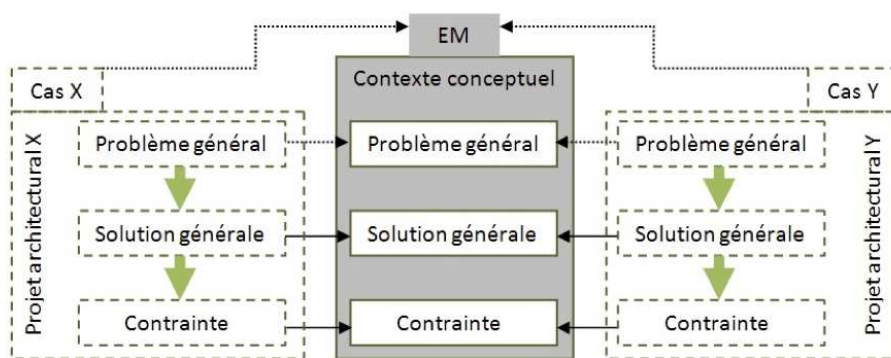 EM
Contexte conceptuel
Cas X
Cas Y
Projet architectural X
Problème général
Problème général
Problème général
Projet architectural Y
Solution générale
Solution générale
Solution générale
Contrainte
Contrainte
Contrainte